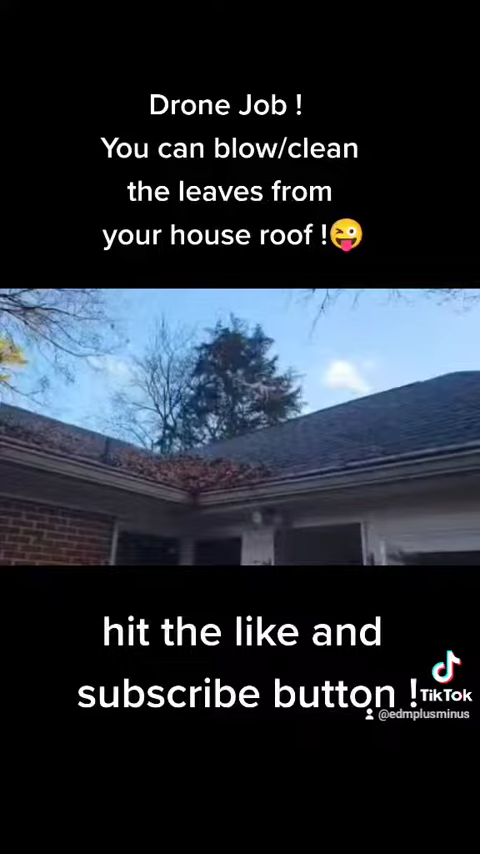 Drone Job !
You can blow/clean
the leaves from
your house roof !😜
hit the like and
subscribe button !
TikTok
@edmplusminus